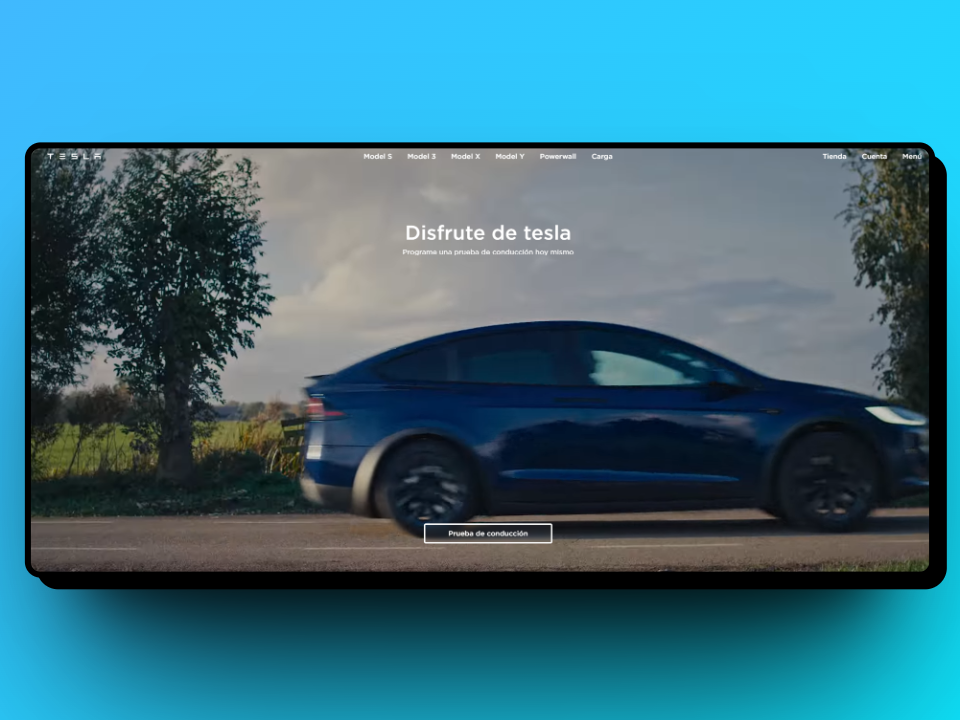 TESLA
Model S Model 3 Model X Model Y Powerwall Carga
Tienda Cuenta Menú
Disfrute de tesla
Programe una prueba de conducción hoy mismo
Prueba de conducción